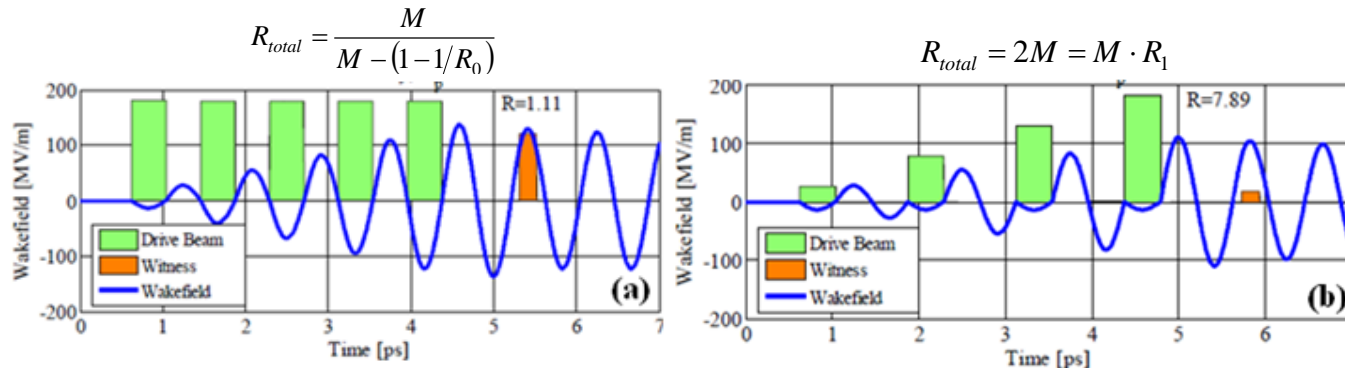 R_total = M / (M − (1 − 1/R_0))
R_total = 2M = M · R_1
p
p
R=1.11
R=7.89
Wakefield [MV/m]
200
100
0
-100
-200
Drive Beam
Witness
Wakefield
(a)
0 1 2 3 4 5 6 7
Time [ps]
Wakefield [MV/m]
200
100
0
-100
-200
Drive Beam
Witness
Wakefield
(b)
0 1 2 3 4 5 6
Time [ps]